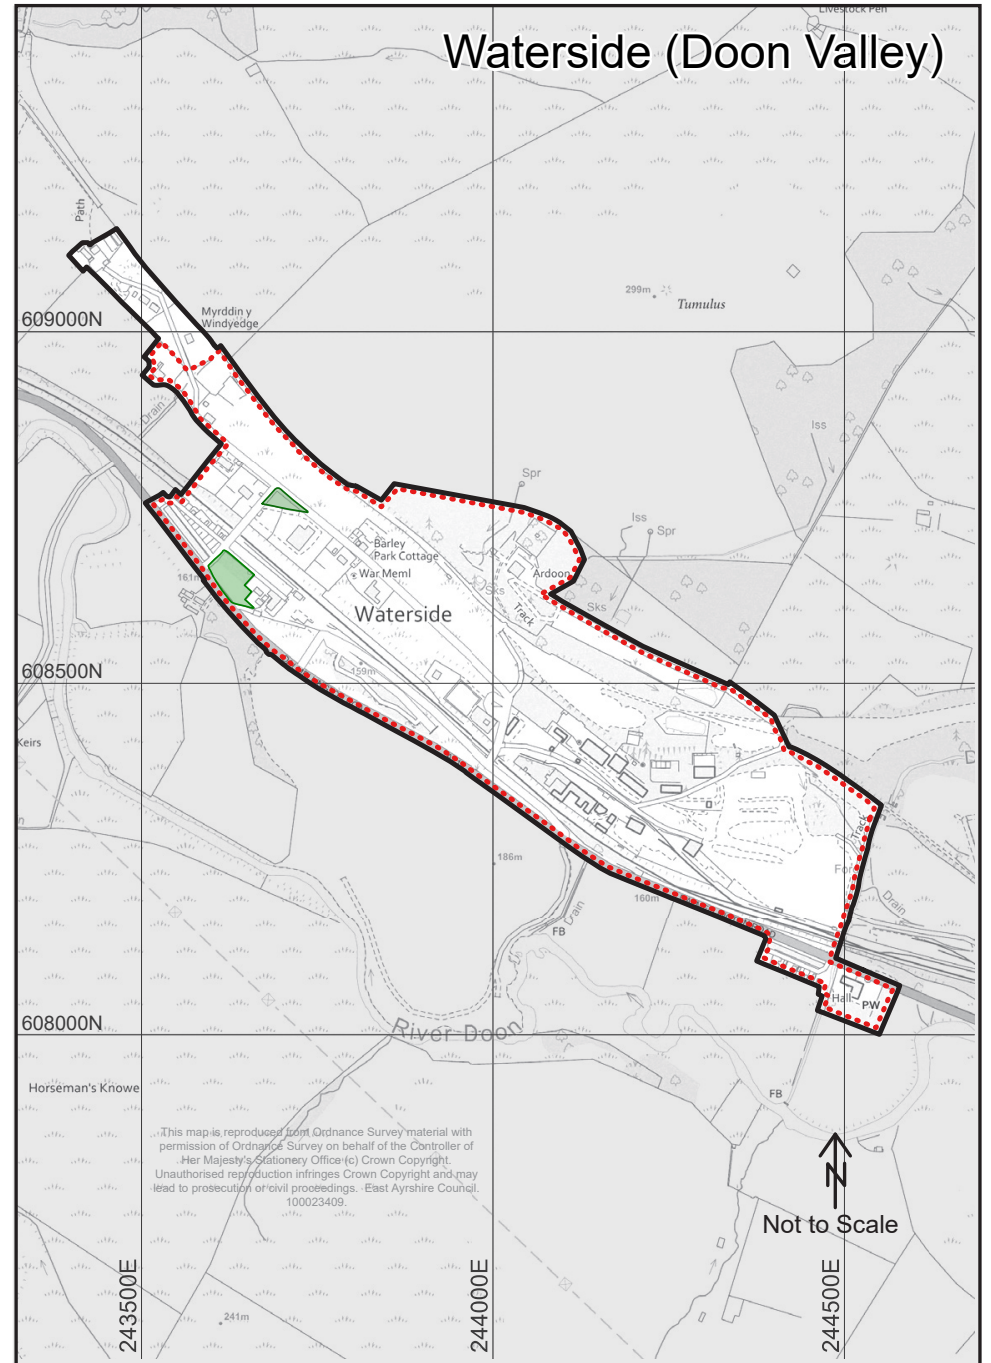 Livestock Pen
Waterside (Doon Valley)
Path
299m
Tumulus
Myrddin y
Windyedge
609000N
Drain
Iss
Spr
Iss
Spr
Barley
Park Cottage
War Meml
Ardoon
161m
Sks
Sks
Track
Waterside
159m
608500N
Keirs
Track
186m
For
160m
Drain
Drain
FB
Hall
PW
608000N
River Doon
Horseman's Knowe
FB
This map is reproduced from Ordnance Survey material with
permission of Ordnance Survey on behalf of the Controller of
Her Majesty's Stationery Office (c) Crown Copyright.
Unauthorised reproduction infringes Crown Copyright and may
lead to prosecution or civil proceedings. East Ayrshire Council.
100023409.
N
Not to Scale
241m
243500E
244000E
244500E